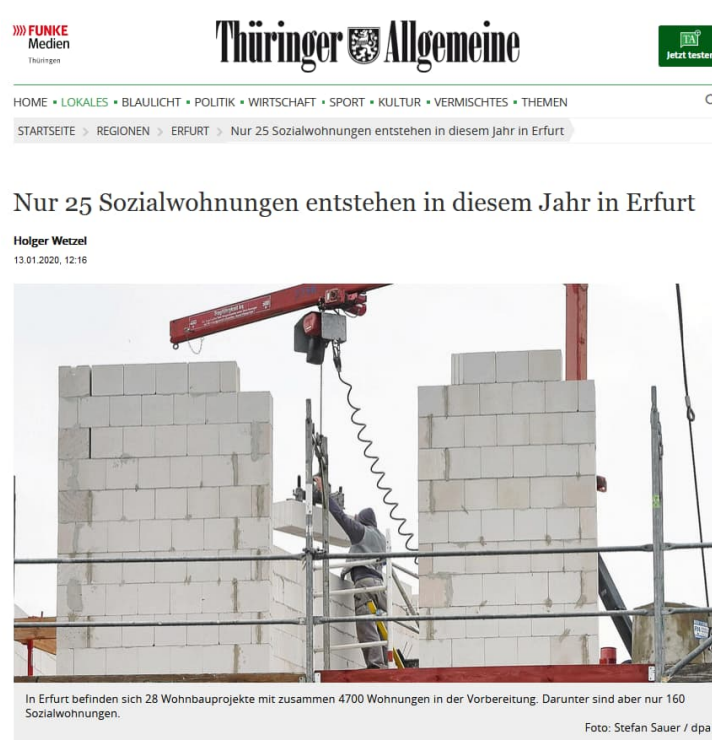 FUNKE
Medien
Thüringen
Thüringer Allgemeine
TA
Jetzt tester
HOME ▪ LOKALES ▪ BLAULICHT ▪ POLITIK ▪ WIRTSCHAFT ▪ SPORT ▪ KULTUR ▪ VERMISCHTES ▪ THEMEN
STARTSEITE > REGIONEN > ERFURT > Nur 25 Sozialwohnungen entstehen in diesem Jahr in Erfurt
Nur 25 Sozialwohnungen entstehen in diesem Jahr in Erfurt
Holger Wetzel
13.01.2020, 12:16
In Erfurt befinden sich 28 Wohnbauprojekte mit zusammen 4700 Wohnungen in der Vorbereitung. Darunter sind aber nur 160
Sozialwohnungen.
Foto: Stefan Sauer / dpa